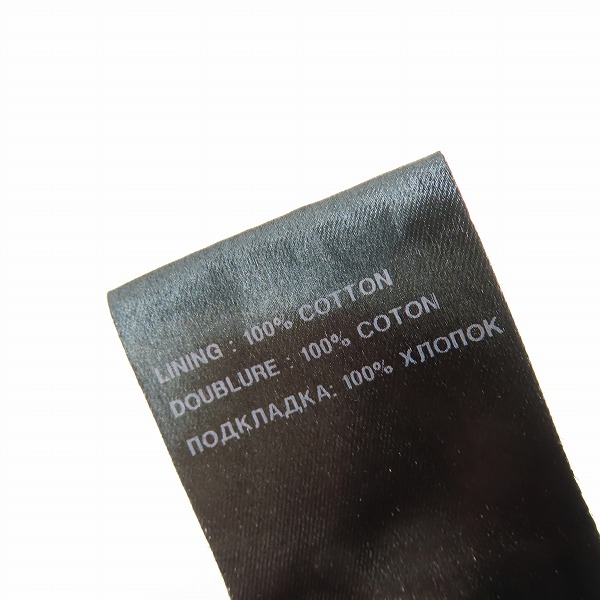 LINING : 100% COTTON
DOUBLURE : 100% COTON
ПОДКЛАДКА: 100% ХЛОПОК